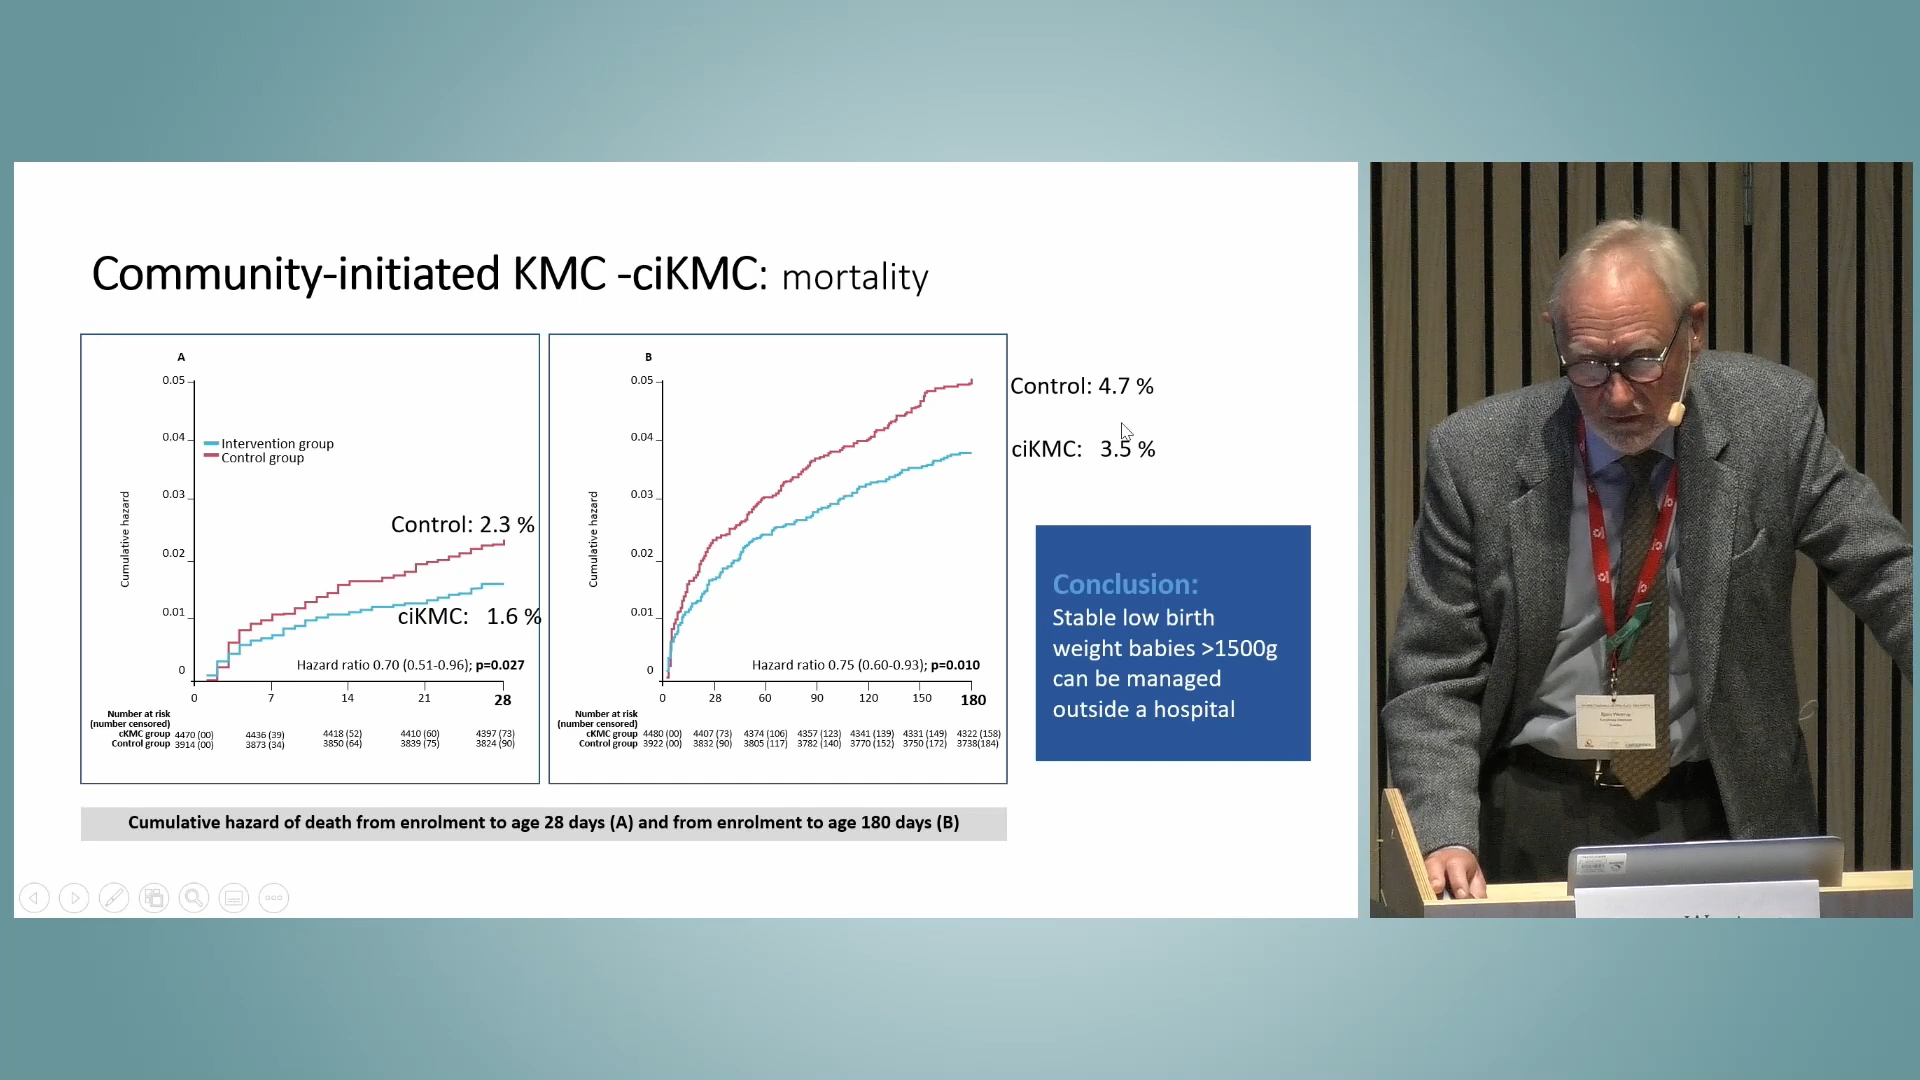 Community-initiated KMC -ciKMC: mortality
A
0.05
0.04
0.03
0.02
0.01
0
Cumulative hazard
Intervention group
Control group
Control: 2.3 %
ciKMC: 1.6 %
Hazard ratio 0.70 (0.51-0.96); p=0.027
0 7 14 21 28
Number at risk
(number censored)
cKMC group 4470 (00) 4436 (39) 4418 (52) 4410 (60) 4397 (73)
Control group 3914 (00) 3873 (34) 3850 (64) 3839 (75) 3824 (90)
B
0.05
0.04
0.03
0.02
0.01
0
Cumulative hazard
Hazard ratio 0.75 (0.60-0.93); p=0.010
0 28 60 90 120 150 180
Number at risk
(number censored)
cKMC group 4480 (00) 4407 (73) 4374 (106) 4357 (123) 4341 (139) 4331 (149) 4322 (158)
Control group 3922 (00) 3832 (90) 3805 (117) 3782 (140) 3770 (152) 3750 (172) 3738(184)
Control: 4.7 %
ciKMC: 3.5 %
Conclusion:
Stable low birth
weight babies >1500g
can be managed
outside a hospital
Cumulative hazard of death from enrolment to age 28 days (A) and from enrolment to age 180 days (B)